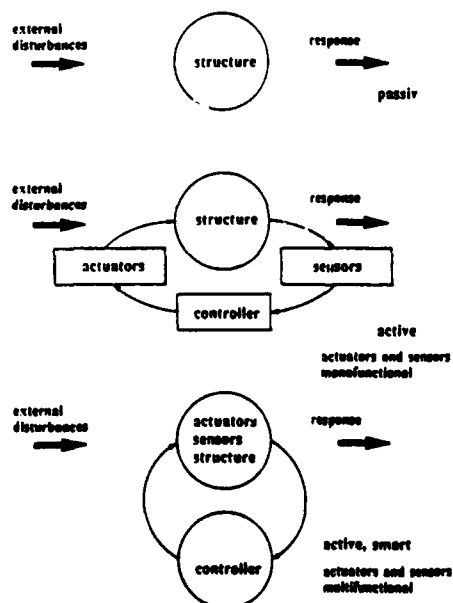 external
disturbances
structure
response
passiv
external
disturbances
structure
response
actuators
sensors
controller
active
actuators and sensors
monofunctional
external
disturbances
actuators
sensors
structure
response
controller
active, smart
actuators and sensors
multifunctional